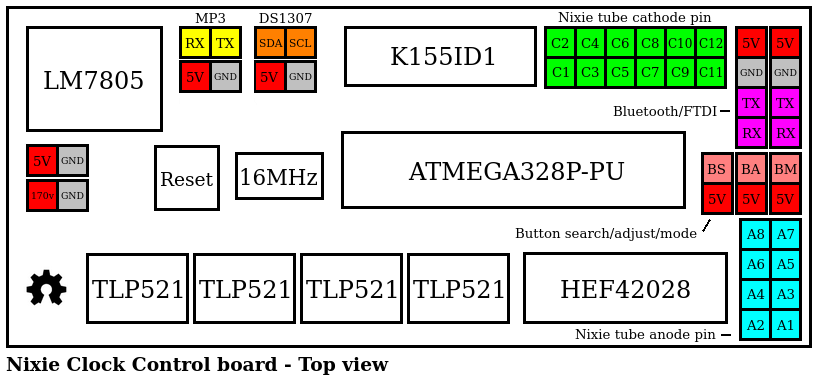 MP3 DS1307 Nixie tube cathode pin
RX TX SDA SCL C2 C4 C6 C8 C10 C12 5V 5V
LM7805 K155ID1
5V GND 5V GND C1 C3 C5 C7 C9 C11 GND GND
Bluetooth/FTDI TX TX
RX RX
5V GND Reset 16MHz ATMEGA328P-PU BS BA BM
170v GND 5V 5V 5V
Button search/adjust/mode A8 A7
A6 A5
TLP521 TLP521 TLP521 TLP521 HEF42028 A4 A3
A2 A1
Nixie tube anode pin
Nixie Clock Control board - Top view